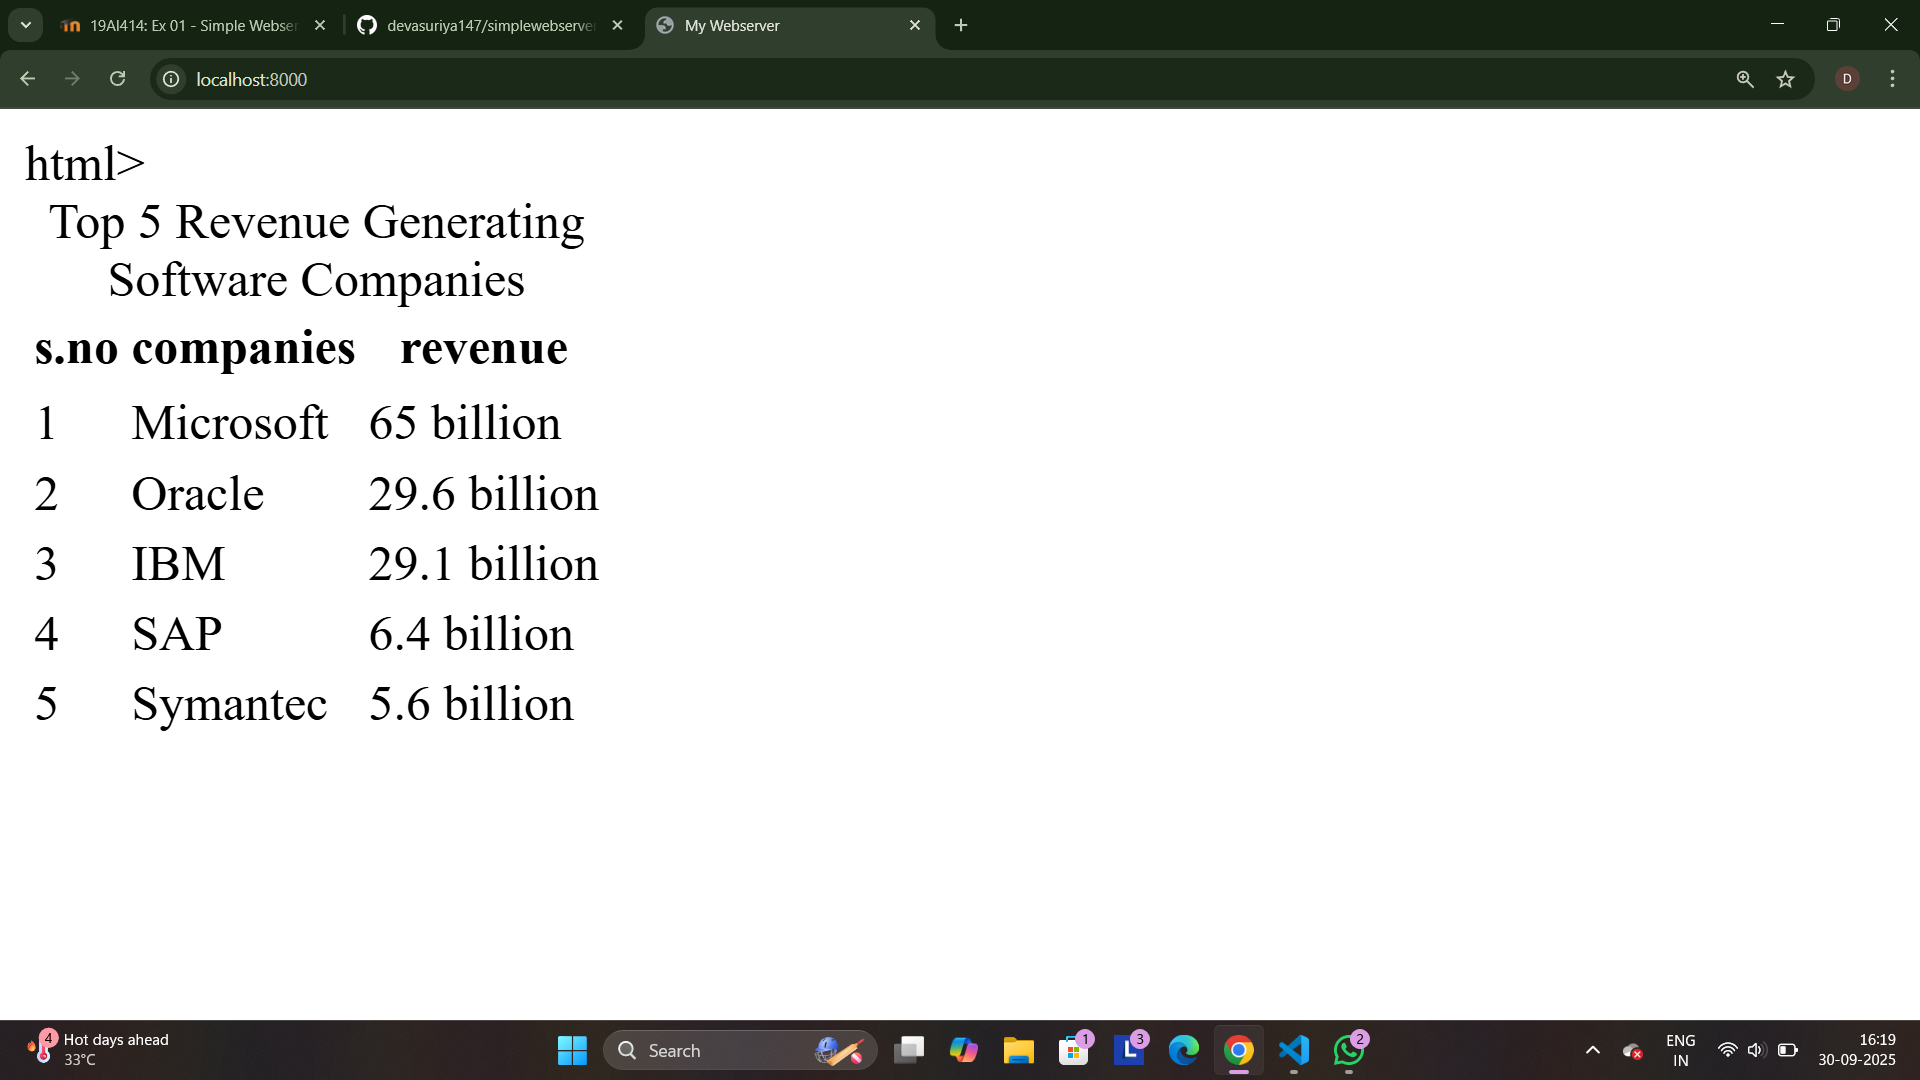 19AI414: Ex 01 - Simple Webser
devasuriya147/simplewebserve
My Webserver
localhost:8000
D
html>
Top 5 Revenue Generating
Software Companies
s.no companies revenue
1 Microsoft 65 billion
2 Oracle 29.6 billion
3 IBM 29.1 billion
4 SAP 6.4 billion
5 Symantec 5.6 billion
4
Hot days ahead
33°C
Search
1
L
3
2
ENG
IN
16:19
30-09-2025